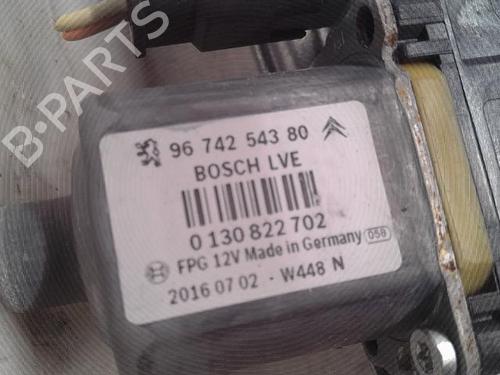 B-PARTS
96 742 543 80
BOSCH LVE
0 130 822 702
FPG 12V Made in Germany 058
2016 07 02 - W448 N